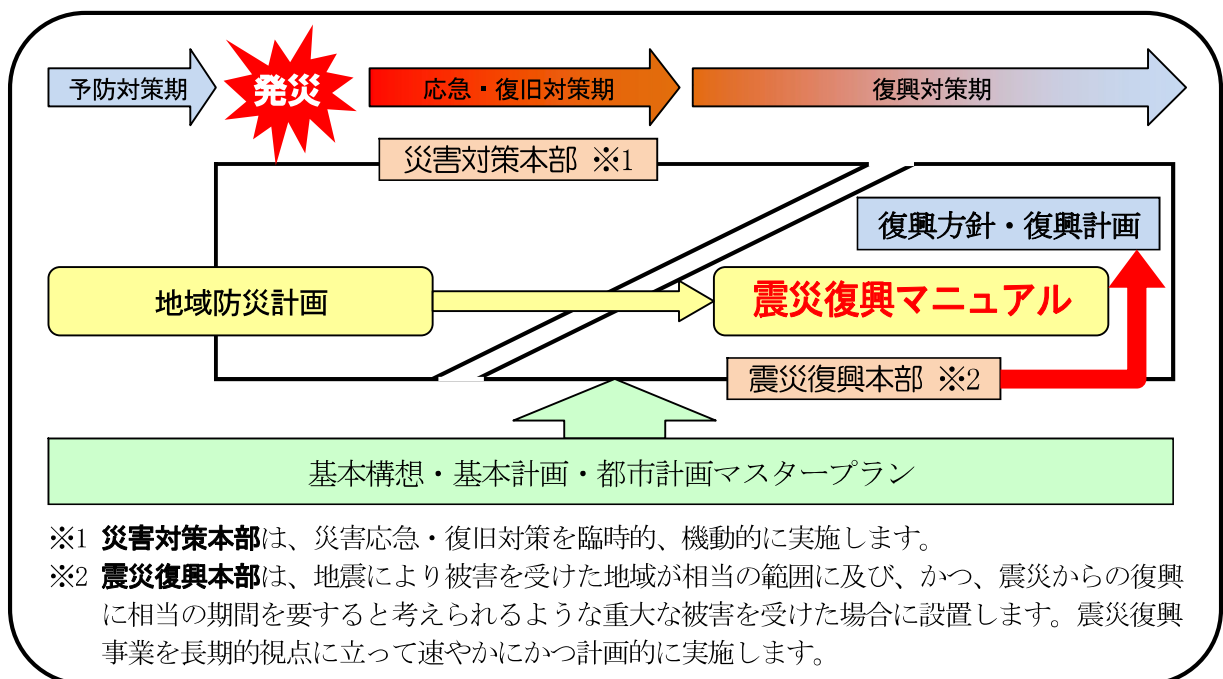 予防対策期
発災
応急・復旧対策期
復興対策期
災害対策本部 ※1
復興方針・復興計画
地域防災計画
震災復興マニュアル
震災復興本部 ※2
基本構想・基本計画・都市計画マスタープラン
※1 災害対策本部は、災害応急・復旧対策を臨時的、機動的に実施します。
※2 震災復興本部は、地震により被害を受けた地域が相当の範囲に及び、かつ、震災からの復興
に相当の期間を要すると考えられるような重大な被害を受けた場合に設置します。震災復興
事業を長期的視点に立って速やかにかつ計画的に実施します。